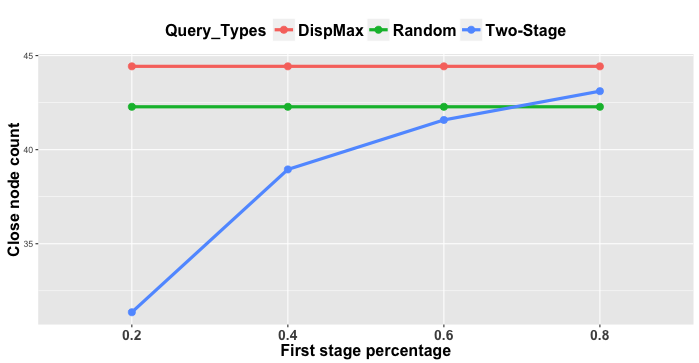 Query_Types DispMax Random Two-Stage
45
40
35
Close node count
0.2 0.4 0.6 0.8
First stage percentage